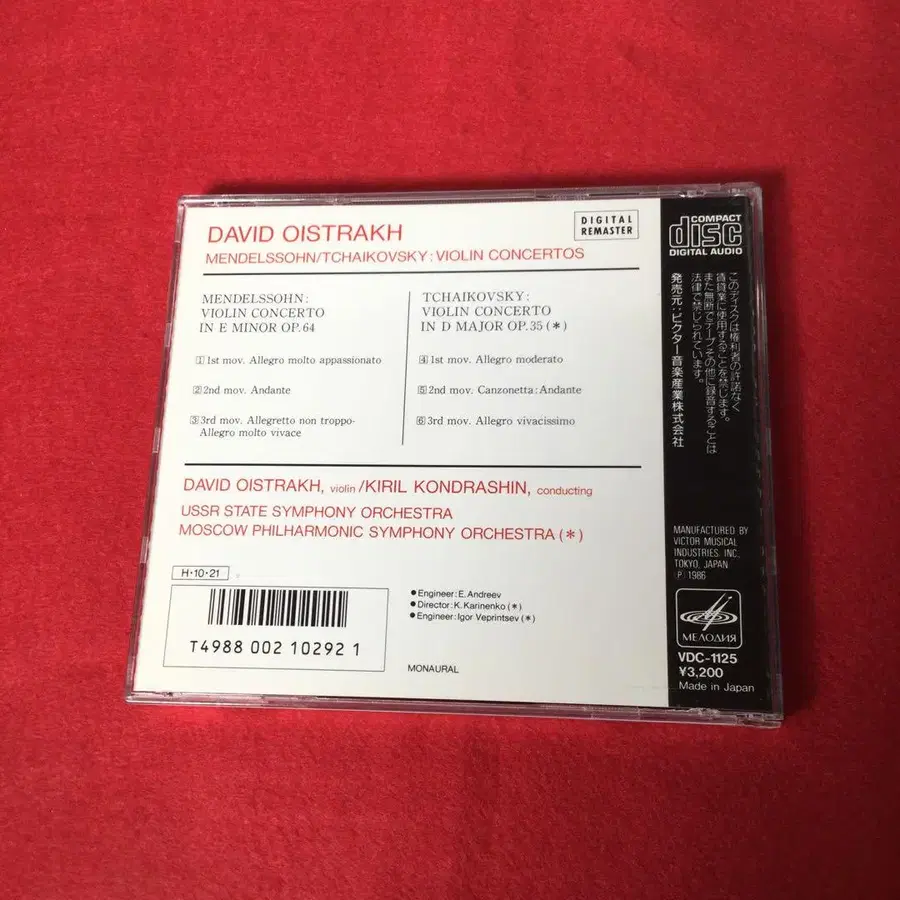 DAVID OISTRAKH
MENDELSSOHN/TCHAIKOVSKY: VIOLIN CONCERTOS
DIGITAL
REMASTER
MENDELSSOHN:
VIOLIN CONCERTO
IN E MINOR OP. 64
1 1st mov. Allegro molto appassionato
2 2nd mov. Andante
3 3rd mov. Allegretto non troppo-
Allegro molto vivace
TCHAIKOVSKY:
VIOLIN CONCERTO
IN D MAJOR OP. 35 (*)
4 1st mov. Allegro moderato
5 2nd mov. Canzonetta: Andante
6 3rd mov. Allegro vivacissimo
DAVID OISTRAKH, violin /KIRIL KONDRASHIN, conducting
USSR STATE SYMPHONY ORCHESTRA
MOSCOW PHILHARMONIC SYMPHONY ORCHESTRA (*)
H·10·21
T4988 002 10292 1
●Engineer: E. Andreev
●Director: K. Karinenko (*)
●Engineer: Igor Veprintsev (*)
MONAURAL
COMPACT
disc
DIGITAL AUDIO
このディスクは権利者の許諾なく
賃貸業に使用することを禁じます。
また無断でテープその他に録音することは
法律で禁じられています。
発売元:ビクター音楽産業株式会社
MANUFACTURED BY
VICTOR MUSICAL
INDUSTRIES, INC.
TOKYO, JAPAN
Ⓟ 1986
МЕЛОДИЯ
VDC-1125
¥3,200
Made in Japan